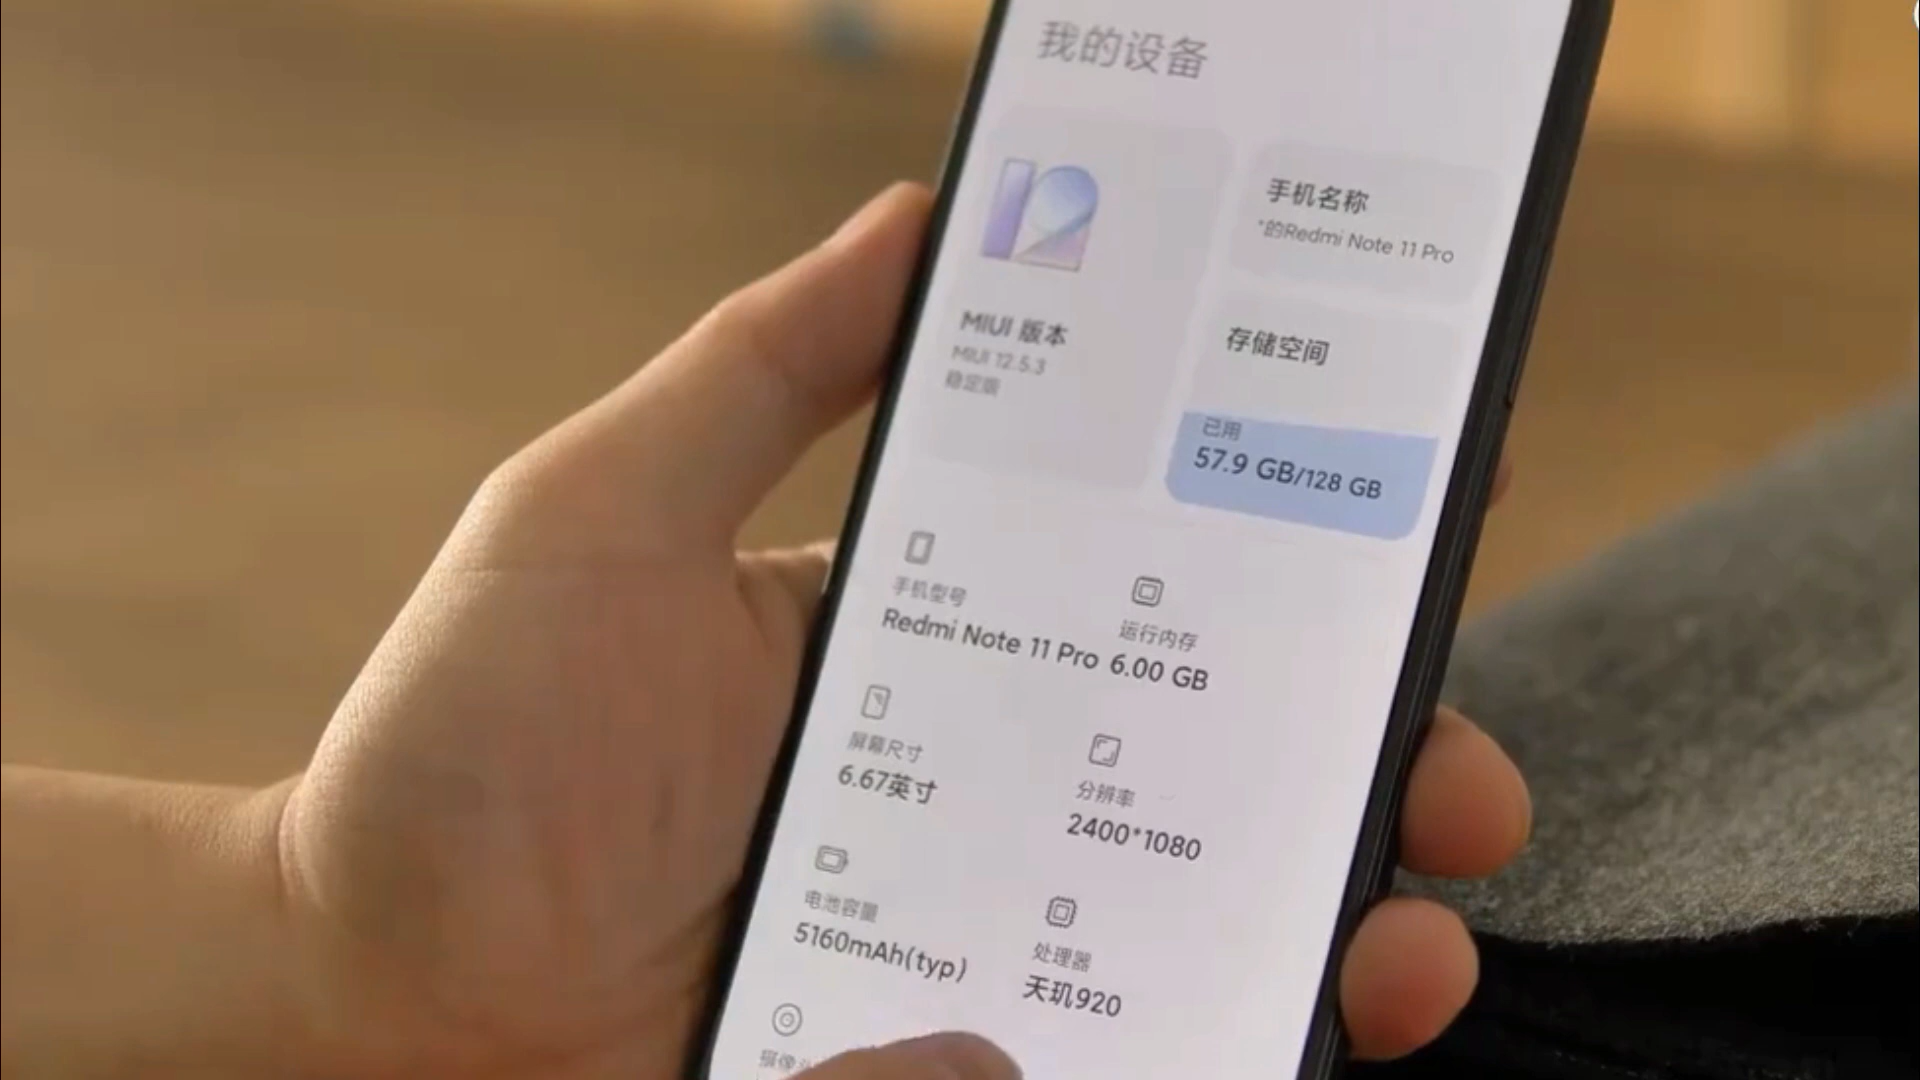 我的设备
12
MIUI 版本
MIUI 12.5.3
稳定版
手机名称
*的Redmi Note 11 Pro
存储空间
已用
57.9 GB/128 GB
手机型号
Redmi Note 11 Pro
运行内存
6.00 GB
屏幕尺寸
6.67英寸
分辨率
2400*1080
电池容量
5160mAh(typ)
处理器
天玑920
摄像头